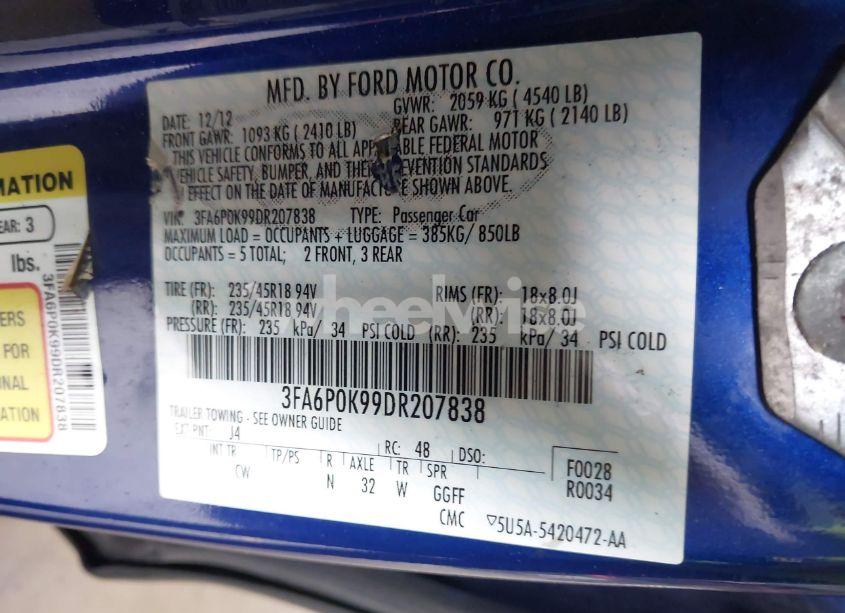 MFD. BY FORD MOTOR CO.
DATE: 12/12 GVWR: 2059 KG ( 4540 LB)
FRONT GAWR: 1093 KG ( 2410 LB) REAR GAWR: 971 KG ( 2140 LB)
THIS VEHICLE CONFORMS TO ALL APPLICABLE FEDERAL MOTOR
VEHICLE SAFETY, BUMPER, AND THEFT PREVENTION STANDARDS
IN EFFECT ON THE DATE OF MANUFACTURE SHOWN ABOVE.
VIN: 3FA6P0K99DR207838 TYPE: Passenger Car
MAXIMUM LOAD = OCCUPANTS + LUGGAGE = 385KG/ 850LB
OCCUPANTS = 5 TOTAL; 2 FRONT, 3 REAR
TIRE (FR): 235/45R18 94V RIMS (FR): 18x8.0J
(RR): 235/45R18 94V (RR): 18x8.0J
PRESSURE (FR): 235 kPa/ 34 PSI COLD (RR): 235 kPa/ 34 PSI COLD
3FA6P0K99DR207838
TRAILER TOWING - SEE OWNER GUIDE
EXT PNT: J4 RC: 48 DSO:
INT TR TP/PS R AXLE TR SPR F0028
CW N 32 W GGFF R0034
CMC ▽5U5A-5420472-AA
MATION
EAR: 3
lbs.
3FA6P0K99DR207838
ERS
FOR
ONAL
ATION